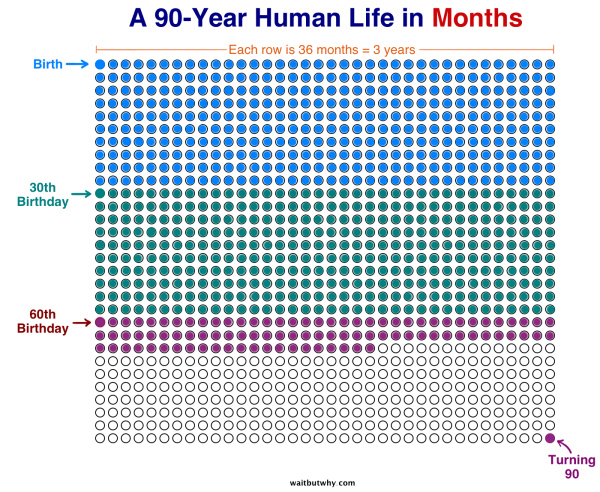 A 90-Year Human Life in Months
Each row is 36 months = 3 years
Birth
30th
Birthday
60th
Birthday
Turning
90
waitbutwhy.com